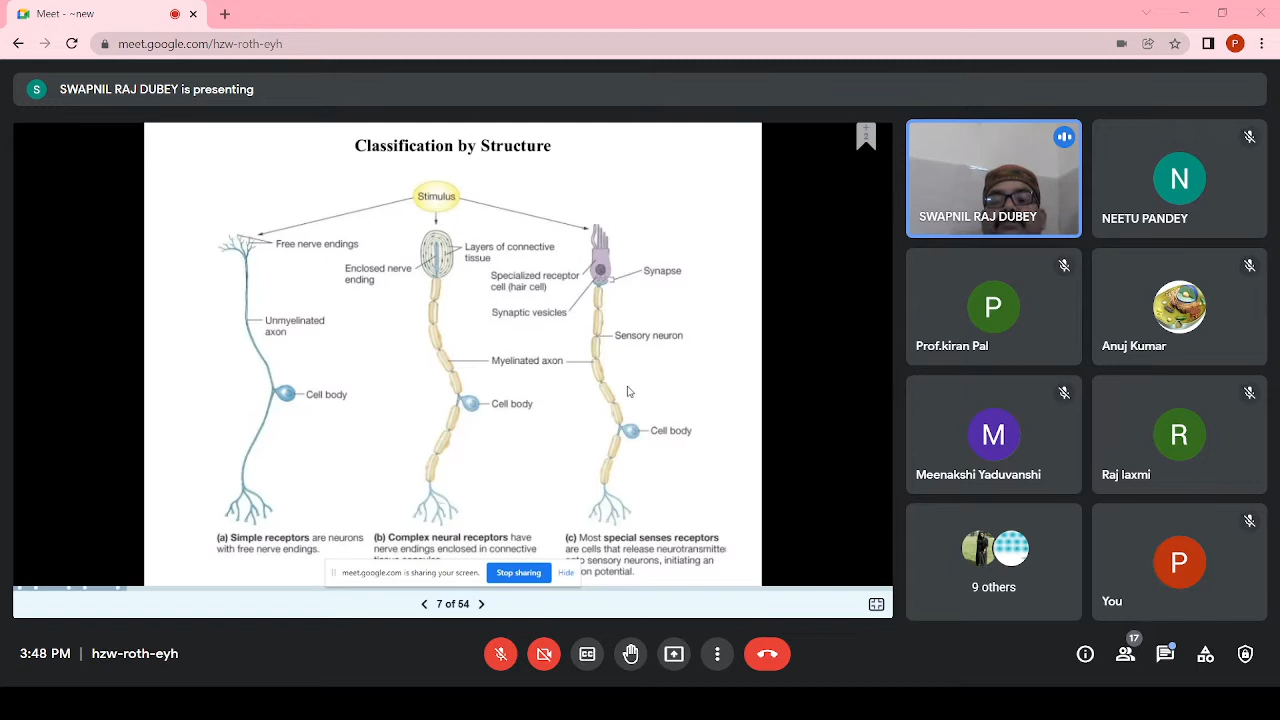 Meet - ~new
meet.google.com/hzw-roth-eyh
P
S
SWAPNIL RAJ DUBEY is presenting
Classification by Structure
Stimulus
Free nerve endings
Layers of connective
tissue
Enclosed nerve
ending
Specialized receptor
cell (hair cell)
Synapse
Synaptic vesicles
Unmyelinated
axon
Sensory neuron
Myelinated axon
Cell body
Cell body
Cell body
(a) Simple receptors are neurons
with free nerve endings.
(b) Complex neural receptors have
nerve endings enclosed in connective
(c) Most special senses receptors
are cells that release neurotransmitte
onto sensory neurons, initiating an
on potential.
meet.google.com is sharing your screen.
Stop sharing
Hide
7 of 54
SWAPNIL RAJ DUBEY
N
NEETU PANDEY
P
Prof.kiran Pal
Anuj Kumar
M
Meenakshi Yaduvanshi
R
Raj laxmi
9 others
P
You
3:48 PM | hzw-roth-eyh
17